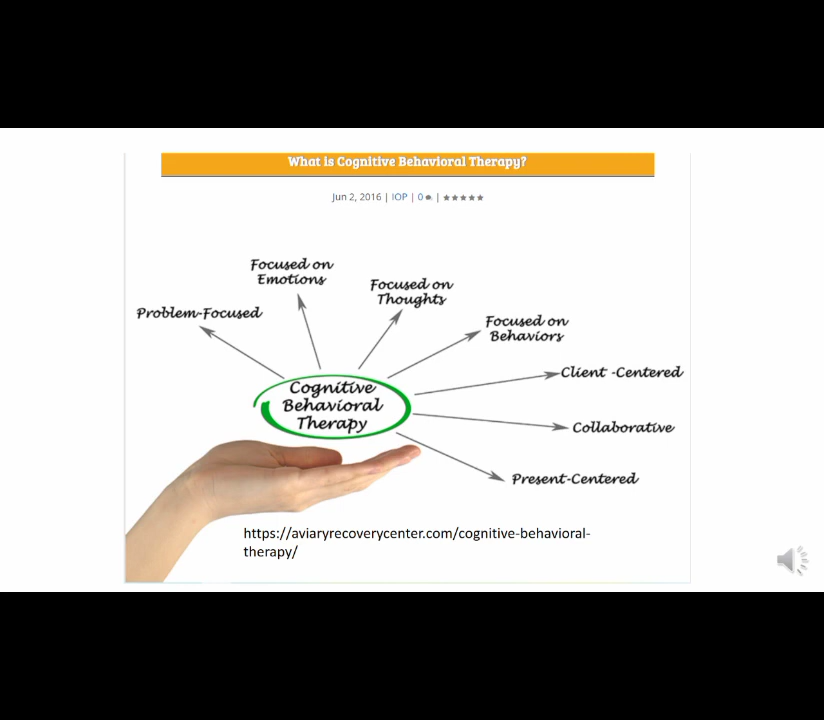 What is Cognitive Behavioral Therapy?
Jun 2, 2016 | IOP | 0 | ★★★★★
Focused on
Emotions
Focused on
Thoughts
Problem-Focused
Focused on
Behaviors
Client -Centered
Cognitive
Behavioral
Therapy
Collaborative
Present-Centered
https://aviaryrecoverycenter.com/cognitive-behavioral-
therapy/